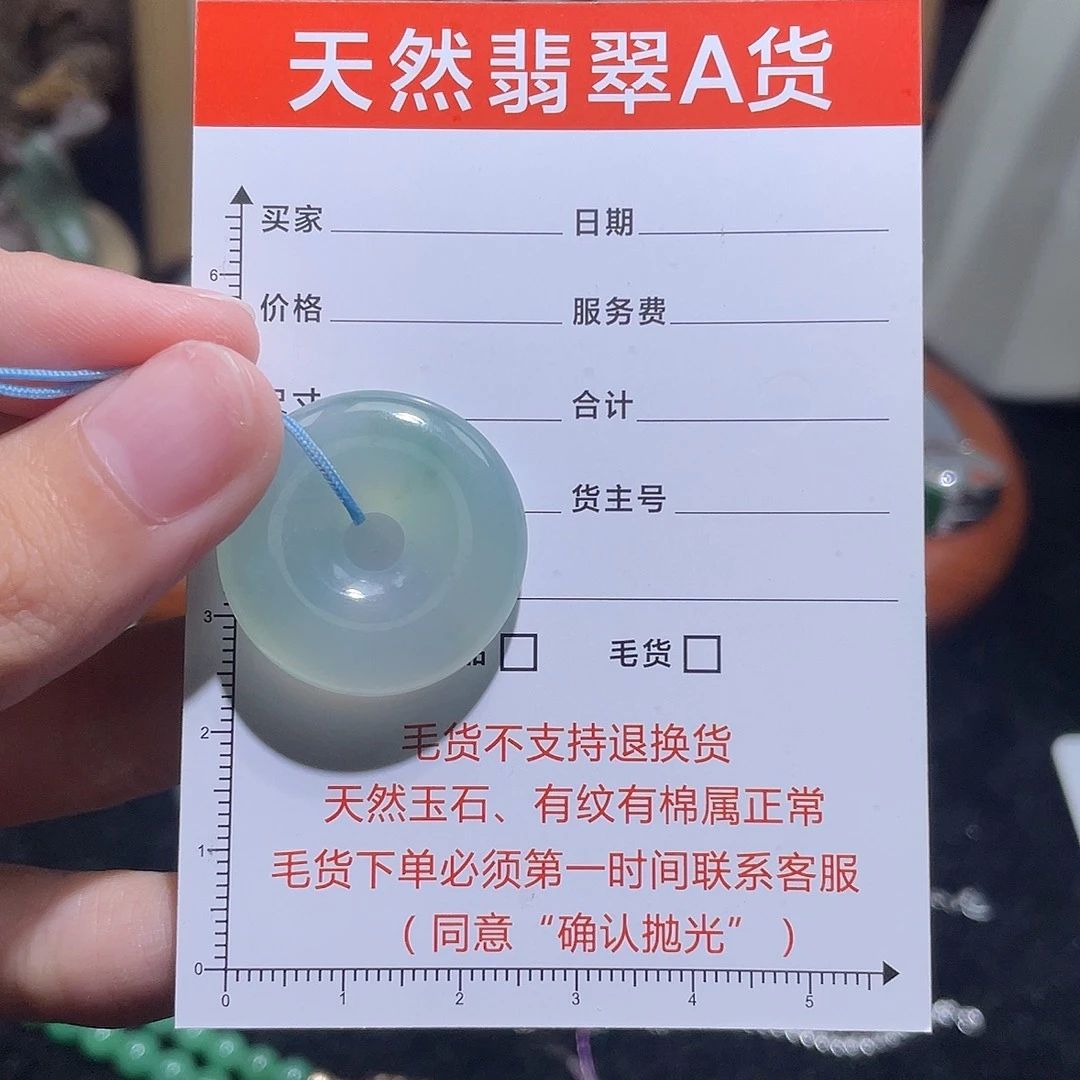 天然翡翠A货
买家 日期
6
价格 服务费
合计
货主号
3
毛货
2
毛货不支持退换货
天然玉石、有纹有棉属正常
1
毛货下单必须第一时间联系客服
（同意“确认抛光”）
0
0 1 2 3 4 5